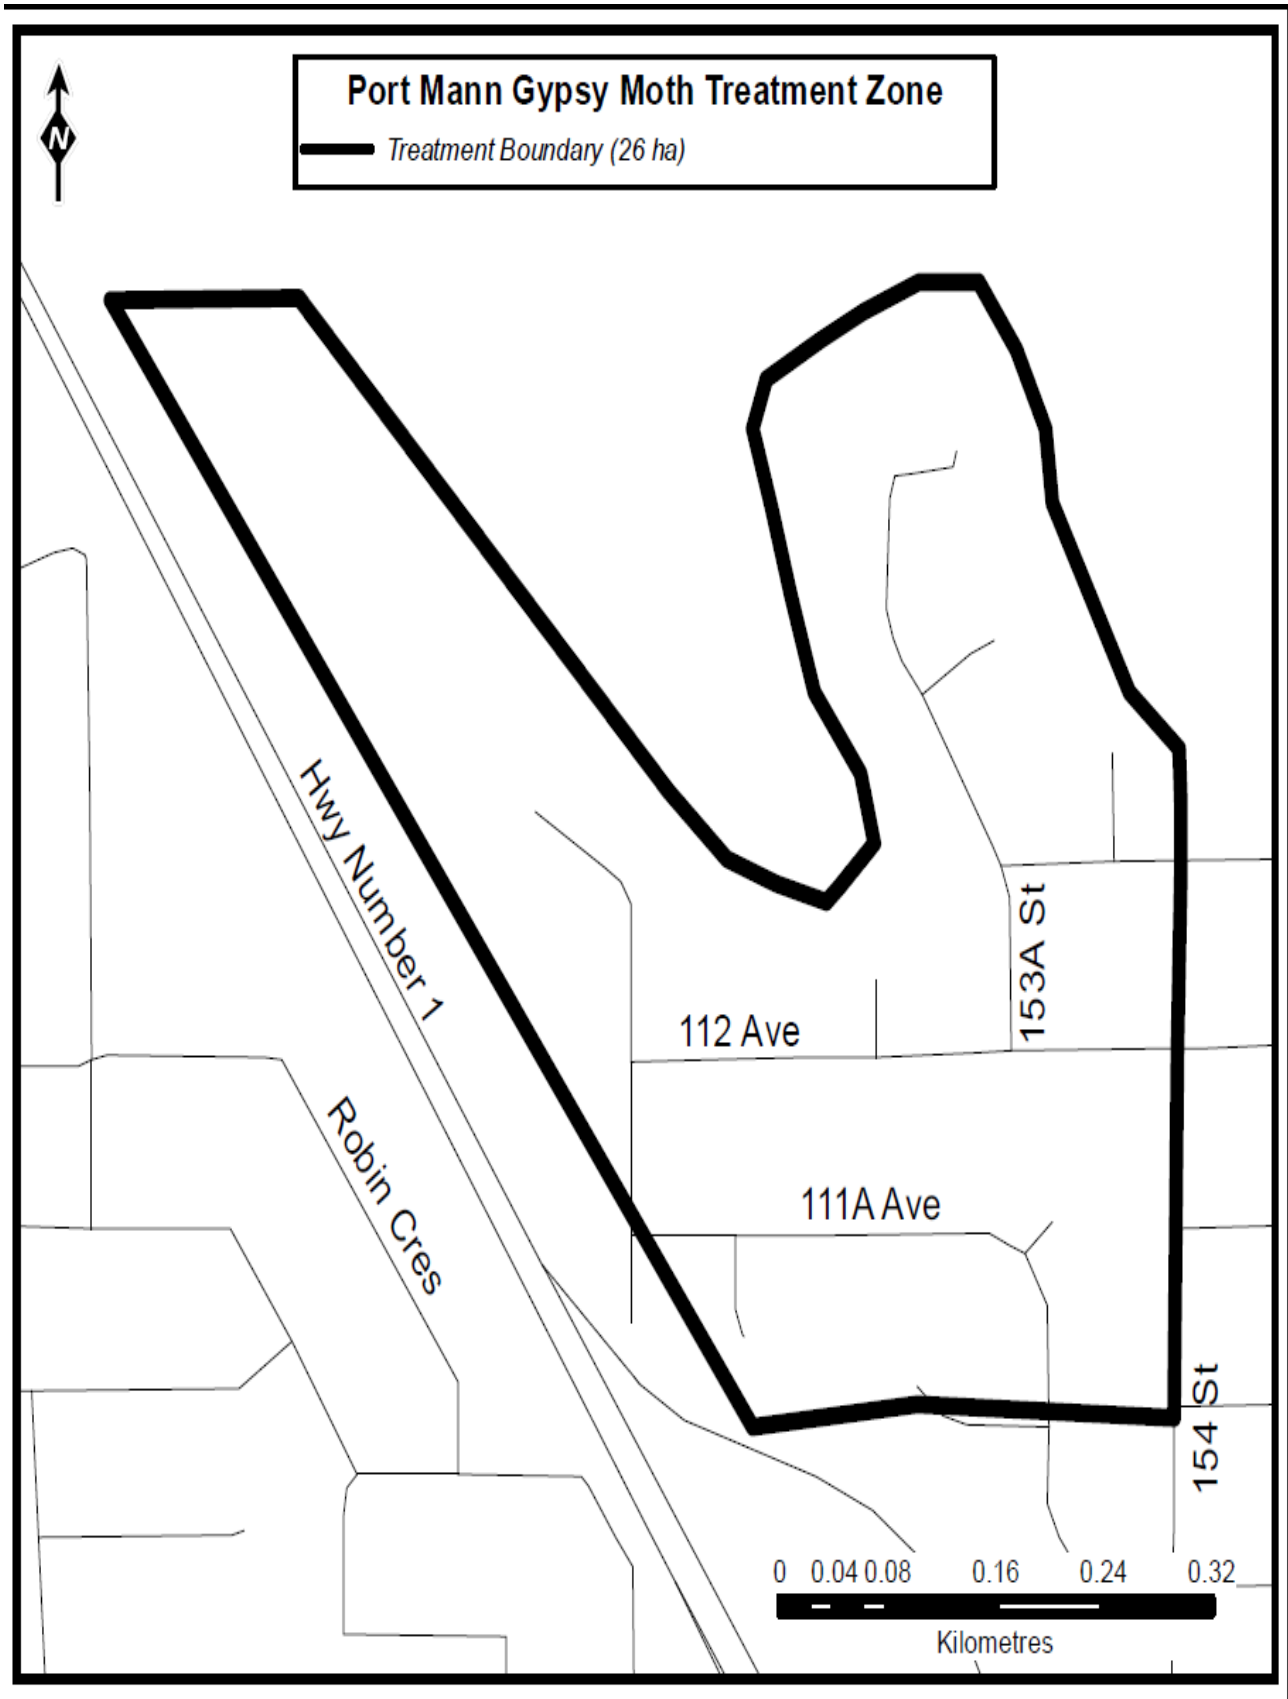 Port Mann Gypsy Moth Treatment Zone
N
Treatment Boundary (26 ha)
Hwy Number 1
153A St
112 Ave
Robin Cres
111A Ave
154 St
0 0.04 0.08 0.16 0.24 0.32
Kilometres